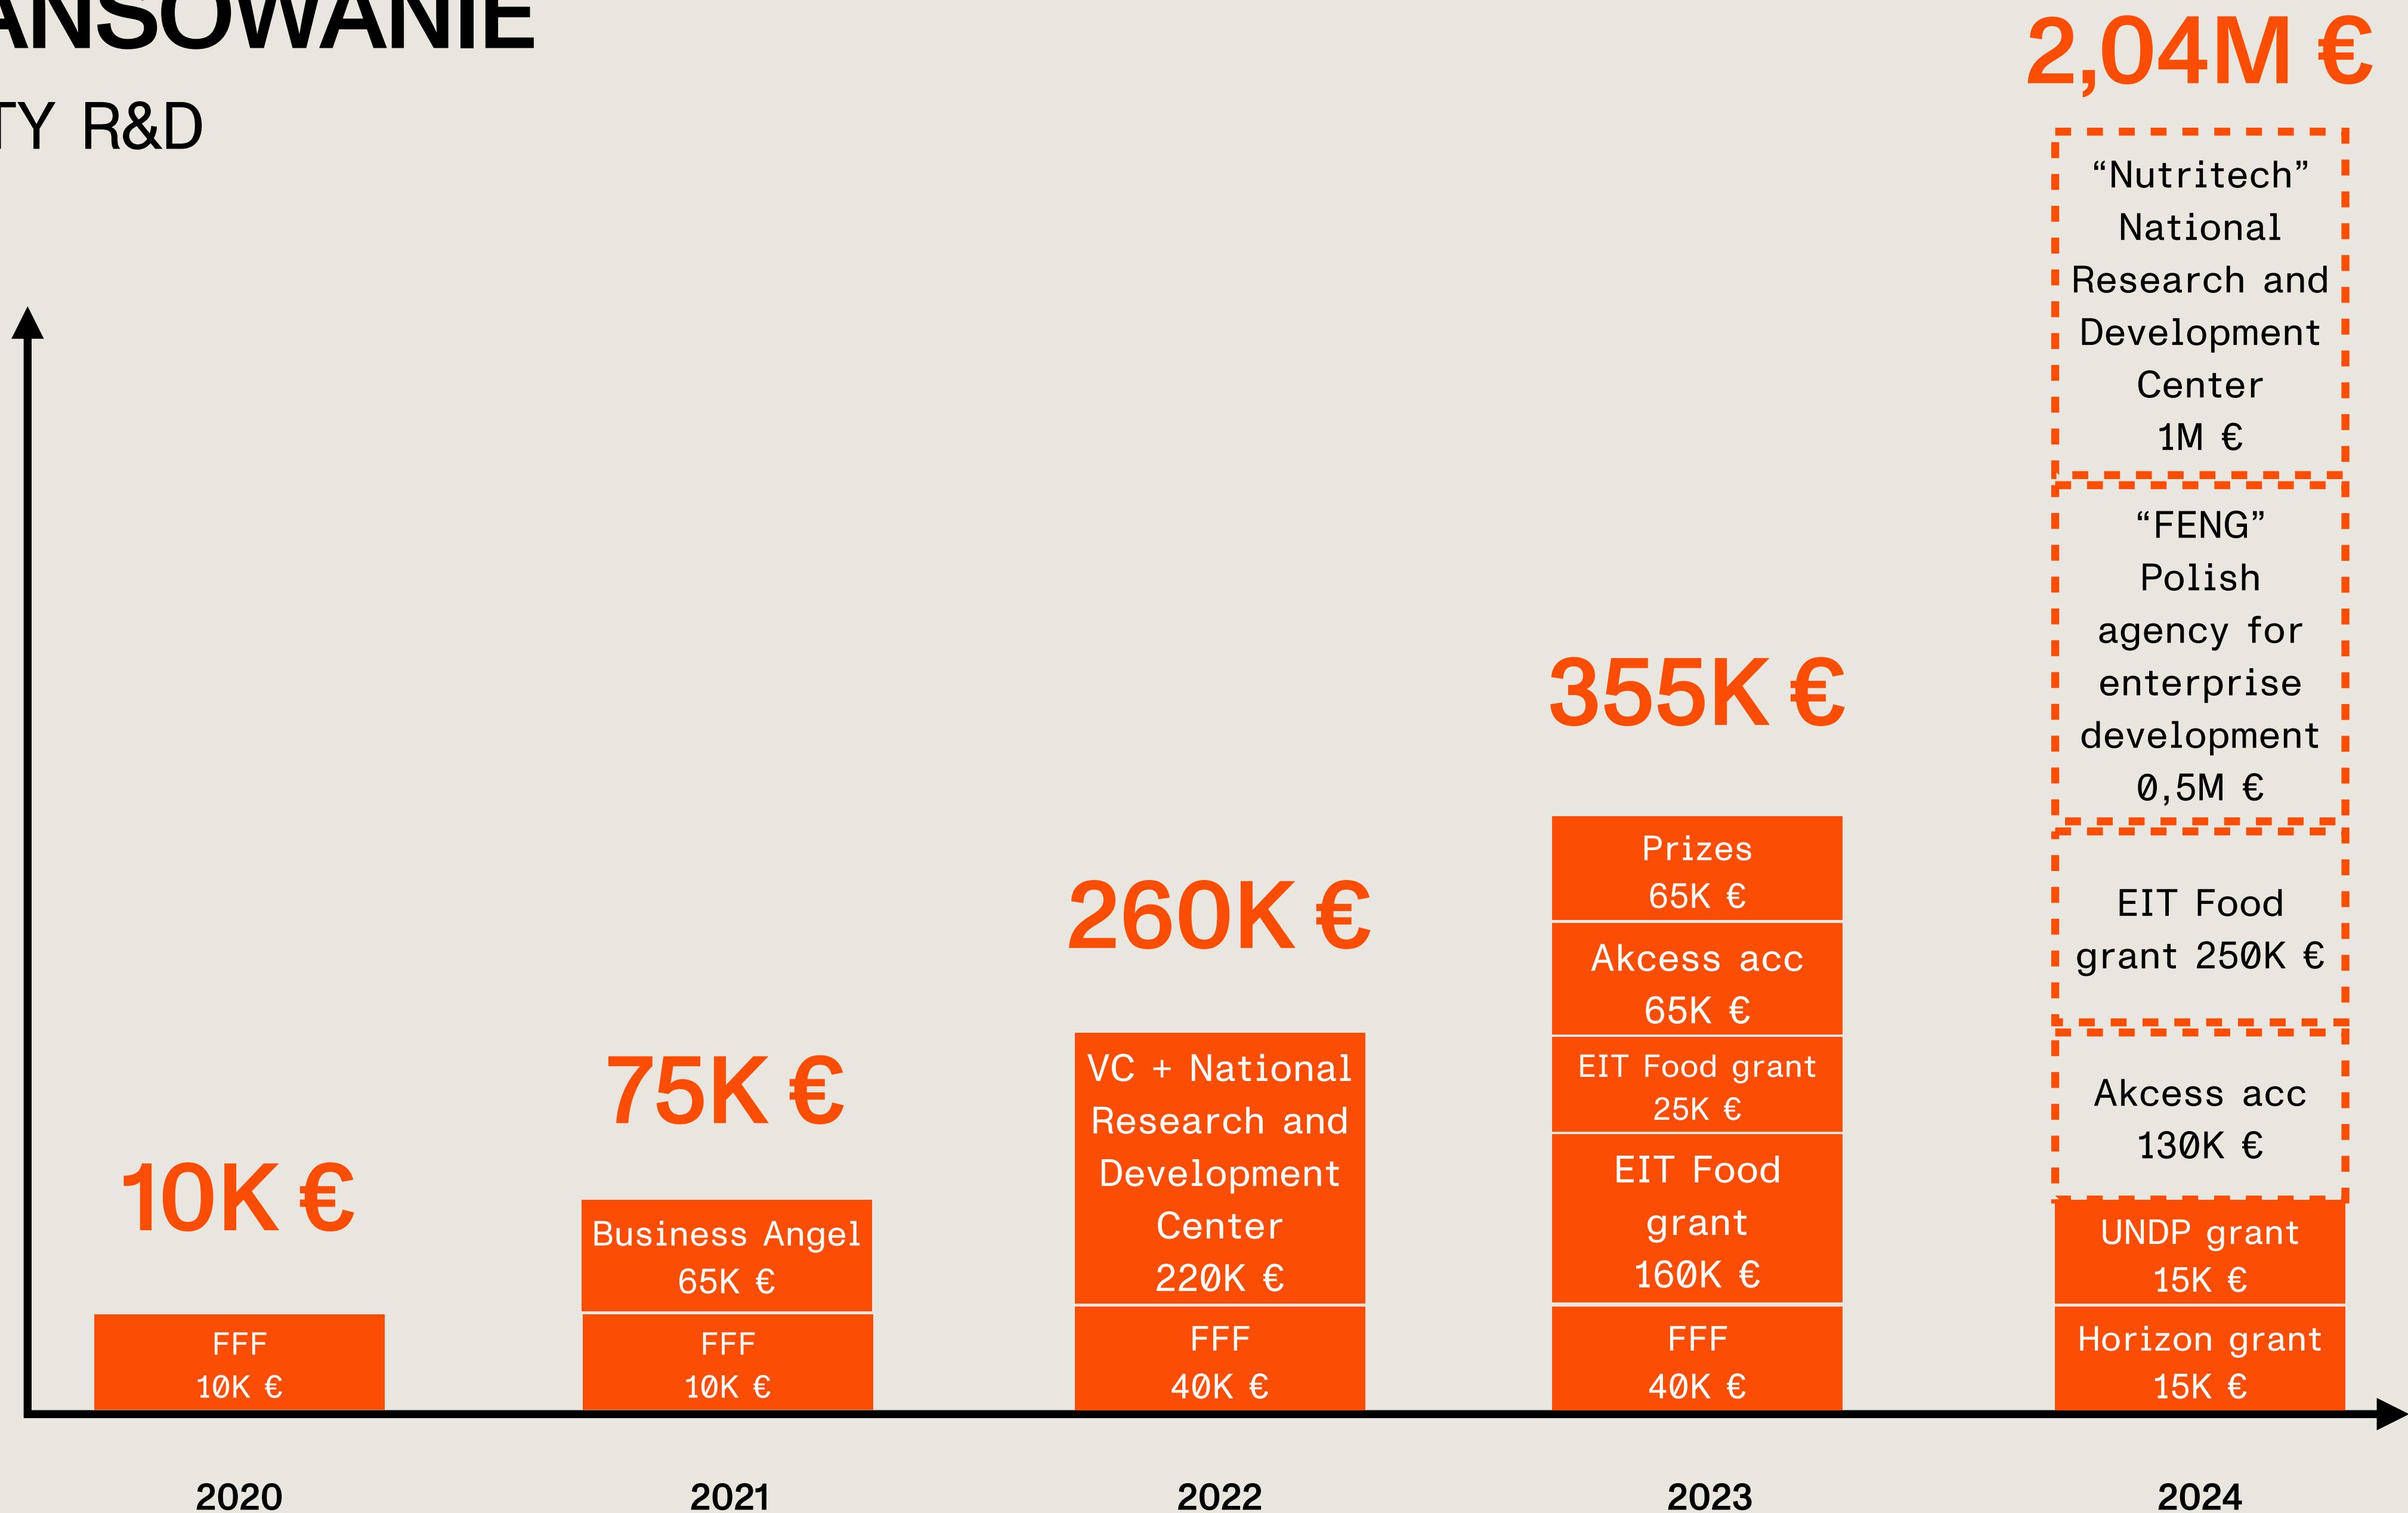 ANSOWANIE
TY R&D
2,04M €
“Nutritech”
National
Research and
Development
Center
1M €
“FENG”
Polish
agency for
enterprise
development
0,5M €
EIT Food
grant 250K €
Akcess acc
130K €
UNDP grant
15K €
Horizon grant
15K €
355K €
Prizes
65K €
Akcess acc
65K €
EIT Food grant
25K €
EIT Food
grant
160K €
FFF
40K €
260K €
VC + National
Research and
Development
Center
220K €
FFF
40K €
75K €
Business Angel
65K €
FFF
10K €
10K €
FFF
10K €
2020
2021
2022
2023
2024